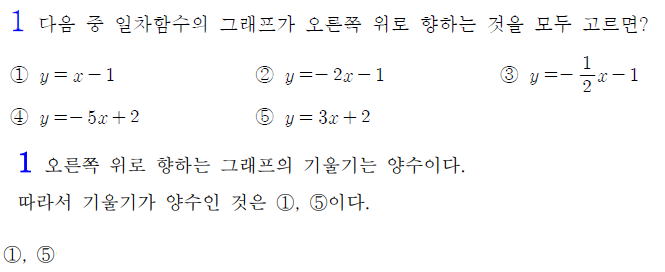 1 다음 중 일차함수의 그래프가 오른쪽 위로 향하는 것을 모두 고르면?
① y = x − 1 ② y = − 2x − 1 ③ y = − 1/2 x − 1
④ y = − 5x + 2 ⑤ y = 3x + 2
1 오른쪽 위로 향하는 그래프의 기울기는 양수이다.
따라서 기울기가 양수인 것은 ①, ⑤이다.
①, ⑤